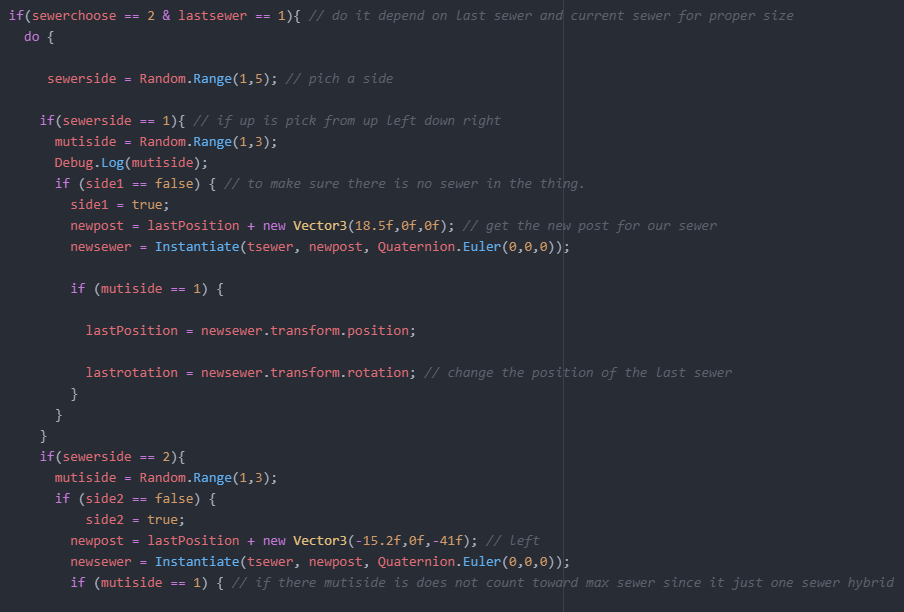 if(sewerchoose == 2 & lastsewer == 1){ // do it depend on last sewer and current sewer for proper size
do {
sewerside = Random.Range(1,5); // pich a side
if(sewerside == 1){ // if up is pick from up left down right
mutiside = Random.Range(1,3);
Debug.Log(mutiside);
if (side1 == false) { // to make sure there is no sewer in the thing.
side1 = true;
newpost = lastPosition + new Vector3(18.5f,0f,0f); // get the new post for our sewer
newsewer = Instantiate(tsewer, newpost, Quaternion.Euler(0,0,0));
if (mutiside == 1) {
lastPosition = newsewer.transform.position;
lastrotation = newsewer.transform.rotation; // change the position of the last sewer
}
}
}
if(sewerside == 2){
mutiside = Random.Range(1,3);
if (side2 == false) {
side2 = true;
newpost = lastPosition + new Vector3(-15.2f,0f,-41f); // left
newsewer = Instantiate(tsewer, newpost, Quaternion.Euler(0,0,0));
if (mutiside == 1) { // if there mutiside is does not count toward max sewer since it just one sewer hybrid